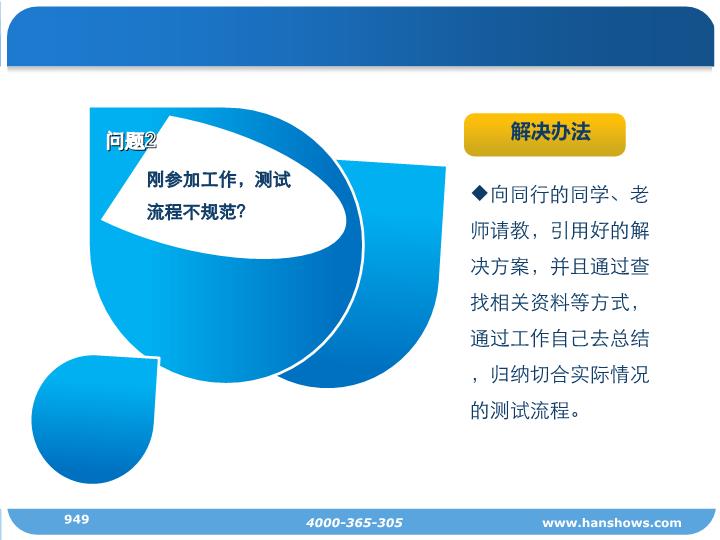 问题2
刚参加工作，测试
流程不规范?
解决办法
◆向同行的同学、老
师请教，引用好的解
决方案，并且通过查
找相关资料等方式，
通过工作自己去总结
，归纳切合实际情况
的测试流程。
949
4000-365-305
www.hanshows.com